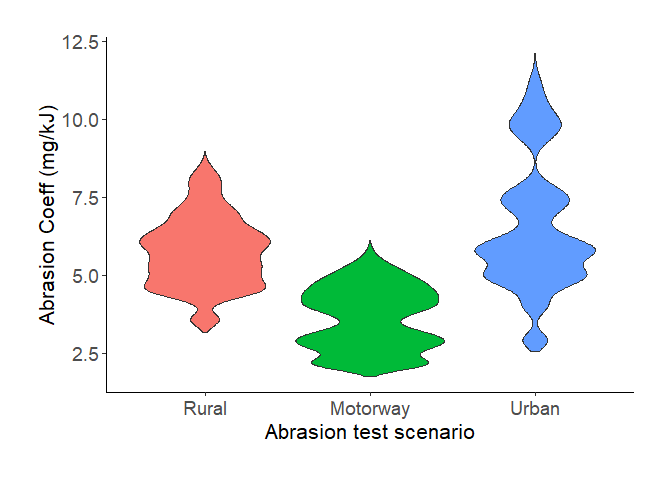 12.5
10.0
7.5
5.0
2.5
Abrasion Coeff (mg/kJ)
Rural Motorway Urban
Abrasion test scenario